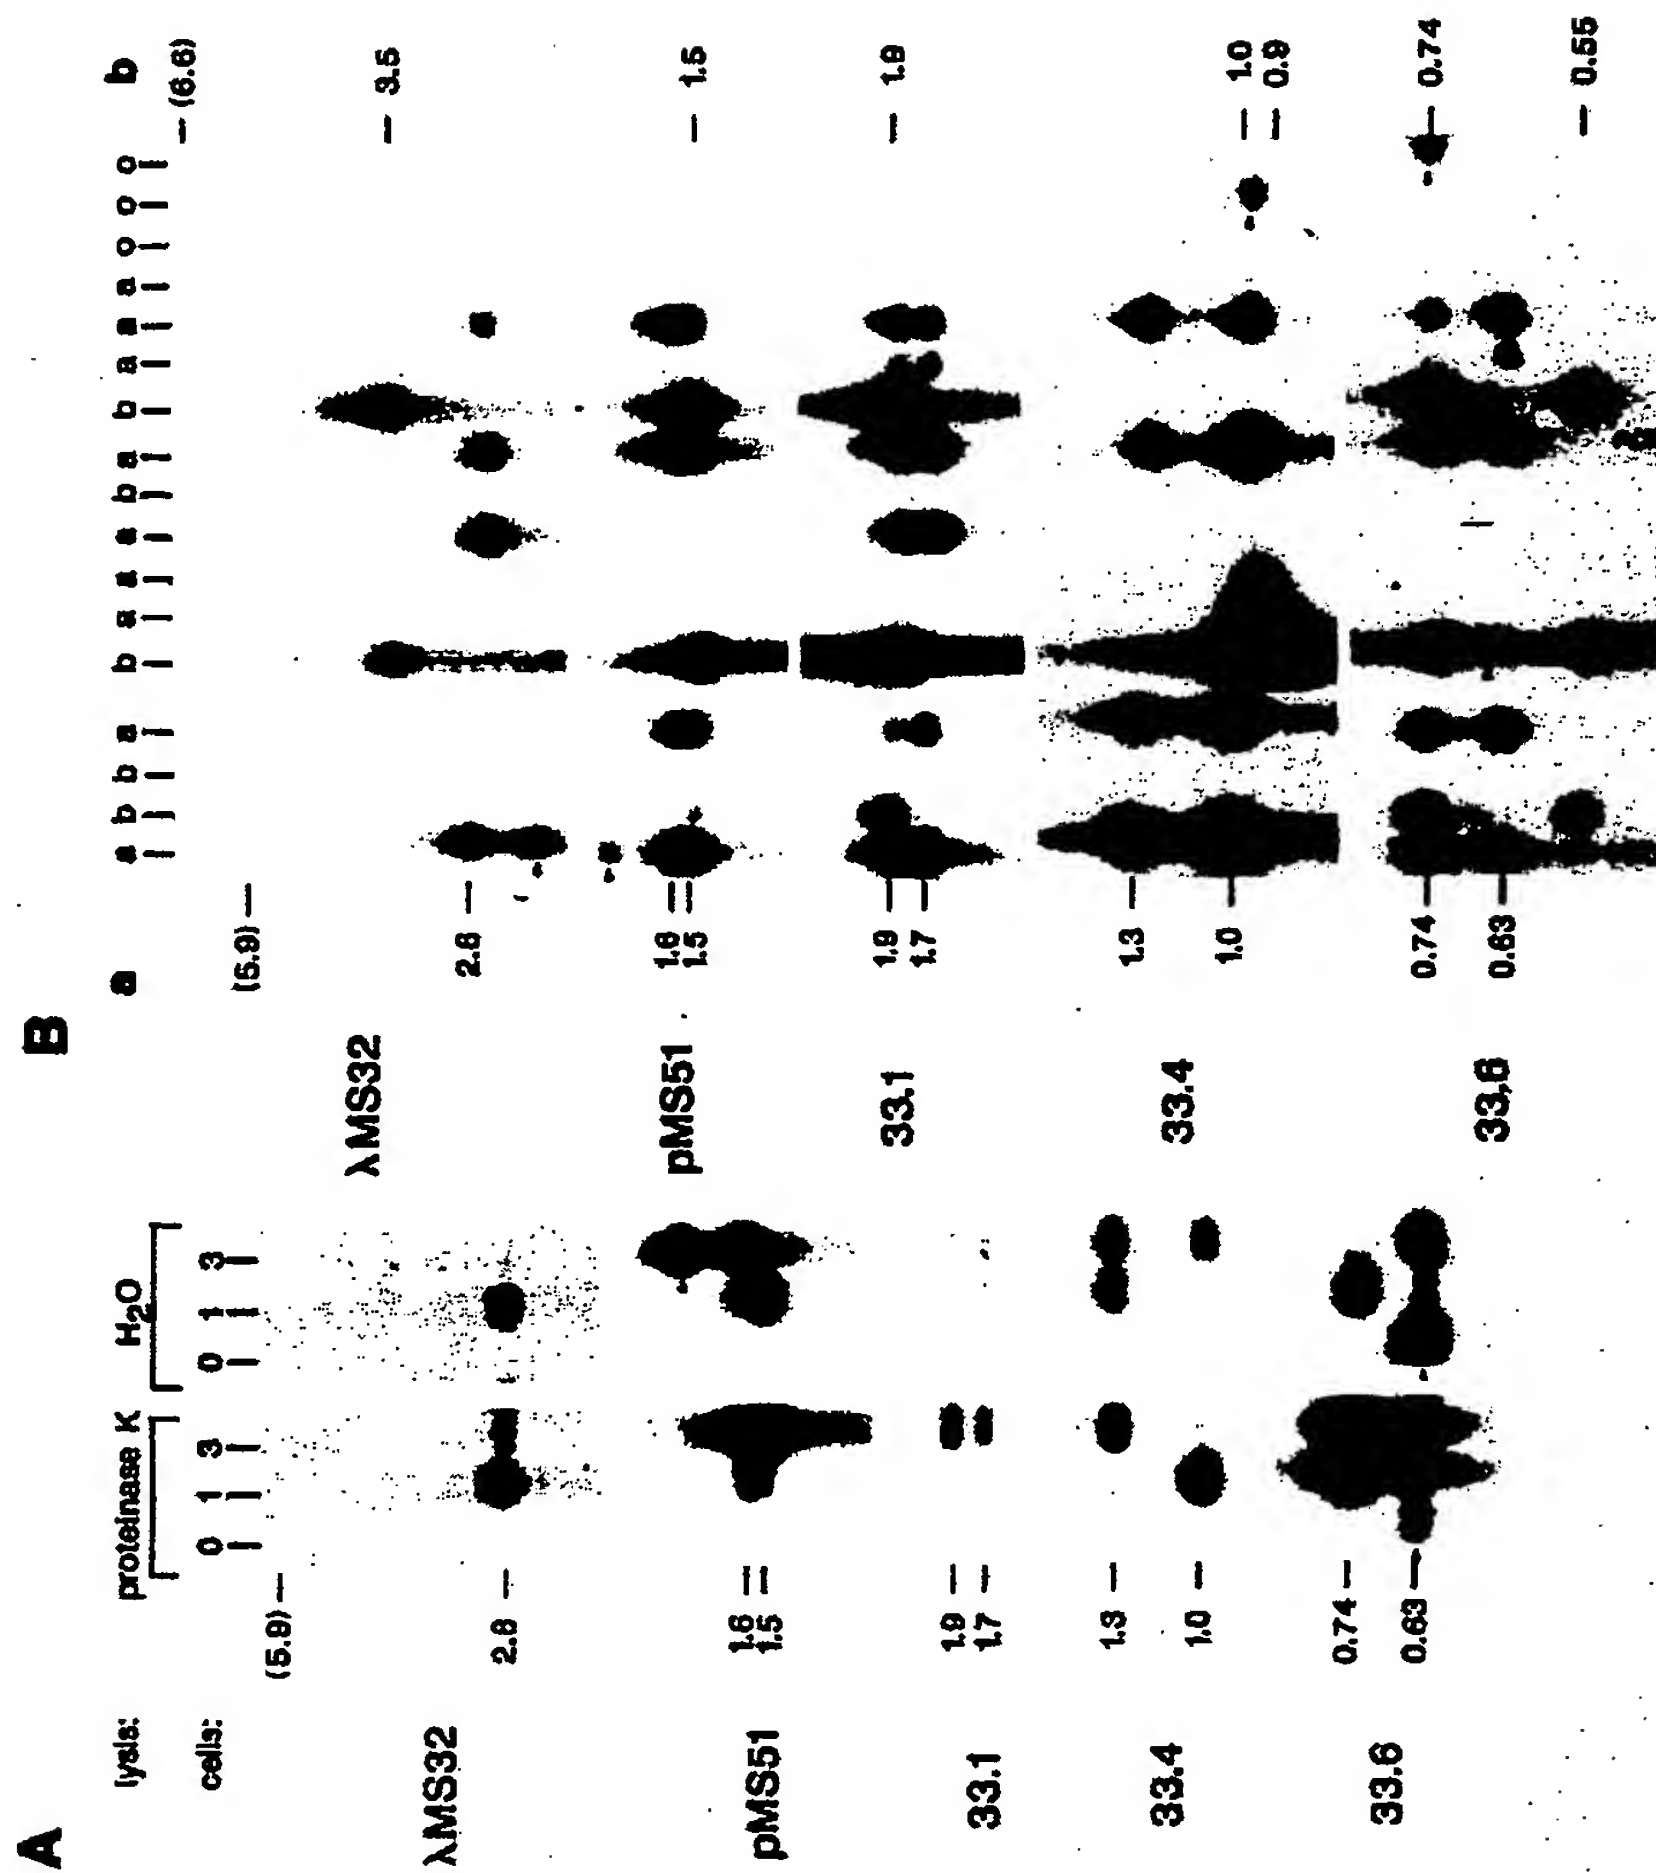 A
lysis: proteinase K H₂O
cells: 0 1 3 0 1 3
(5.9) –
λMS32
2.8 –
pMS51
1.6
1.5
33.1
1.9 –
1.7 –
33.4
1.3 –
1.0 –
33.6
0.74 –
0.63 –
B
a a b b a b a a a b a b a a a o o o b
(5.9) – – (6.6)
λMS32
– 3.5
2.8 –
pMS51
1.6
1.5 – 1.5
33.1
1.9 – 1.9
1.7
33.4
1.3 –
1.0 – 1.0
– 0.9
33.6
0.74 – 0.74
0.63 – 0.55